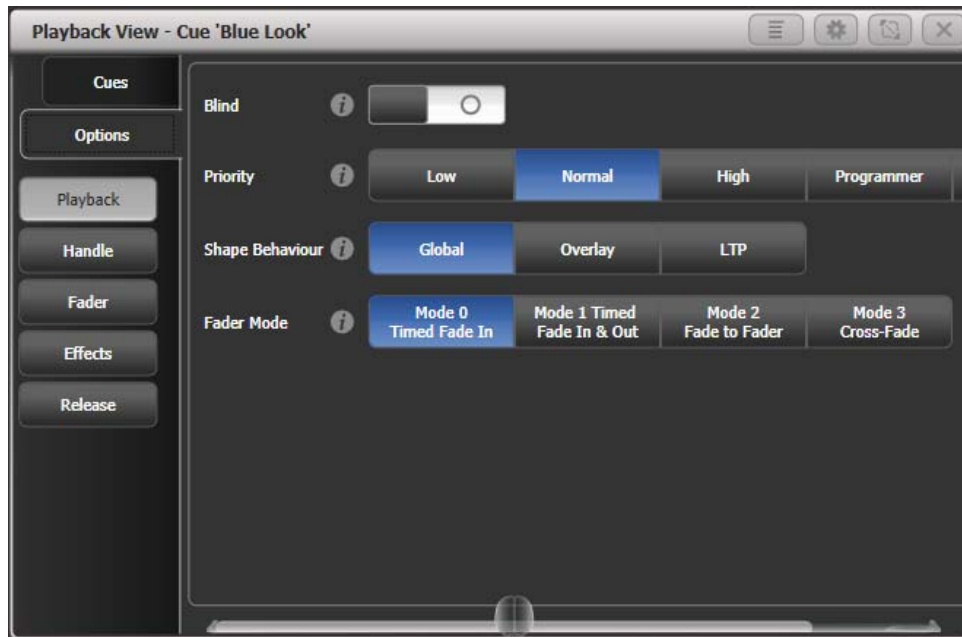 Playback View - Cue 'Blue Look'
Cues
Options
Playback
Handle
Fader
Effects
Release
Blind
Priority
Low
Normal
High
Programmer
Shape Behaviour
Global
Overlay
LTP
Fader Mode
Mode 0
Timed Fade In
Mode 1 Timed
Fade In & Out
Mode 2
Fade to Fader
Mode 3
Cross-Fade